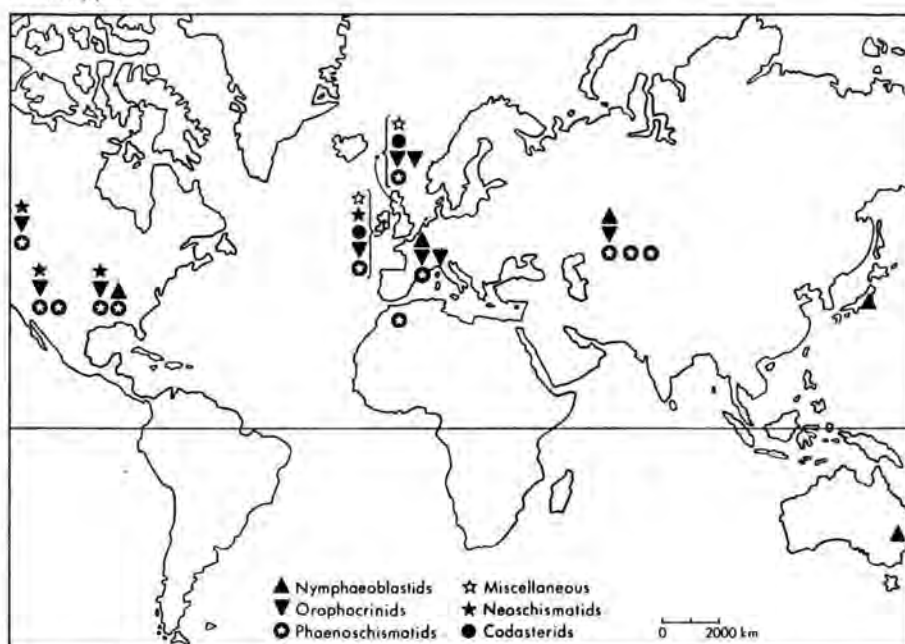 Nymphaeoblastids
Orophocrinids
Phaenoschismatids
Miscellaneous
Neoschismatids
Codasterids
0 2000 km